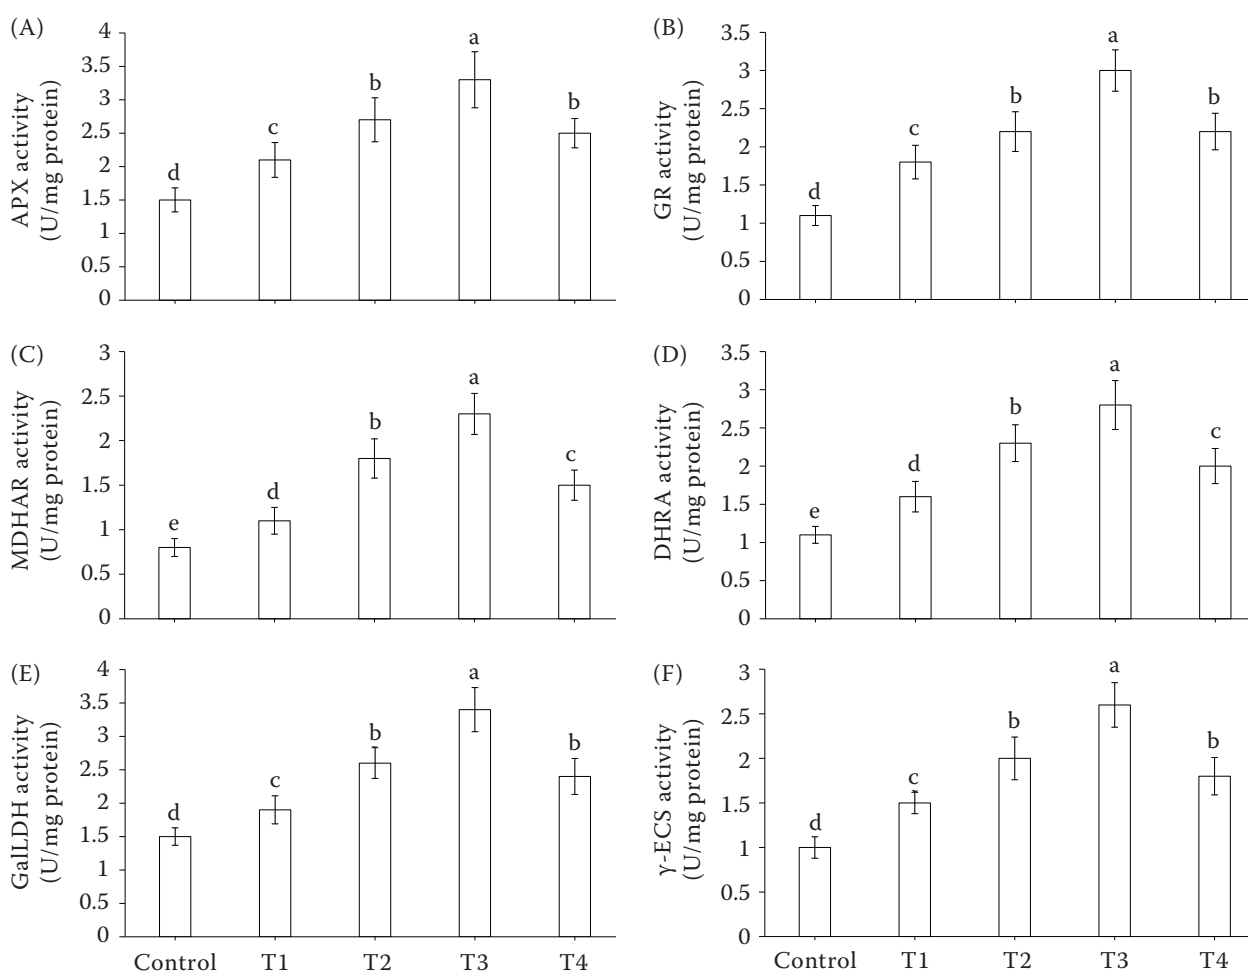 (A)
APX activity
(U/mg protein)
4
3.5
3
2.5
2
1.5
1
0.5
0
d
c
b
a
b
(B)
GR activity
(U/mg protein)
3.5
3
2.5
2
1.5
1
0.5
0
d
c
b
a
b
(C)
MDHAR activity
(U/mg protein)
3
2.5
2
1.5
1
0.5
0
e
d
b
a
c
(D)
DHRA activity
(U/mg protein)
3.5
3
2.5
2
1.5
1
0.5
0
e
d
b
a
c
(E)
GalLDH activity
(U/mg protein)
4
3.5
3
2.5
2
1.5
1
0.5
0
d
c
b
a
b
Control T1 T2 T3 T4
(F)
γ-ECS activity
(U/mg protein)
3
2.5
2
1.5
1
0.5
0
d
c
b
a
b
Control T1 T2 T3 T4